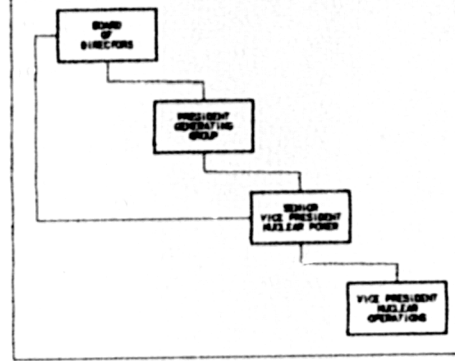 BOARD
OF
DIRECTORS
PRESIDENT
GENERATING
GROUP
SENIOR
VICE PRESIDENT
NUCLEAR POWER
VICE PRESIDENT
NUCLEAR
OPERATIONS